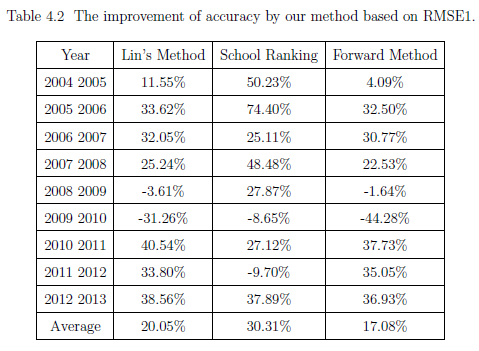 Table 4.2 The improvement of accuracy by our method based on RMSE1.
Year Lin's Method School Ranking Forward Method
2004 2005 11.55% 50.23% 4.09%
2005 2006 33.62% 74.40% 32.50%
2006 2007 32.05% 25.11% 30.77%
2007 2008 25.24% 48.48% 22.53%
2008 2009 -3.61% 27.87% -1.64%
2009 2010 -31.26% -8.65% -44.28%
2010 2011 40.54% 27.12% 37.73%
2011 2012 33.80% -9.70% 35.05%
2012 2013 38.56% 37.89% 36.93%
Average 20.05% 30.31% 17.08%